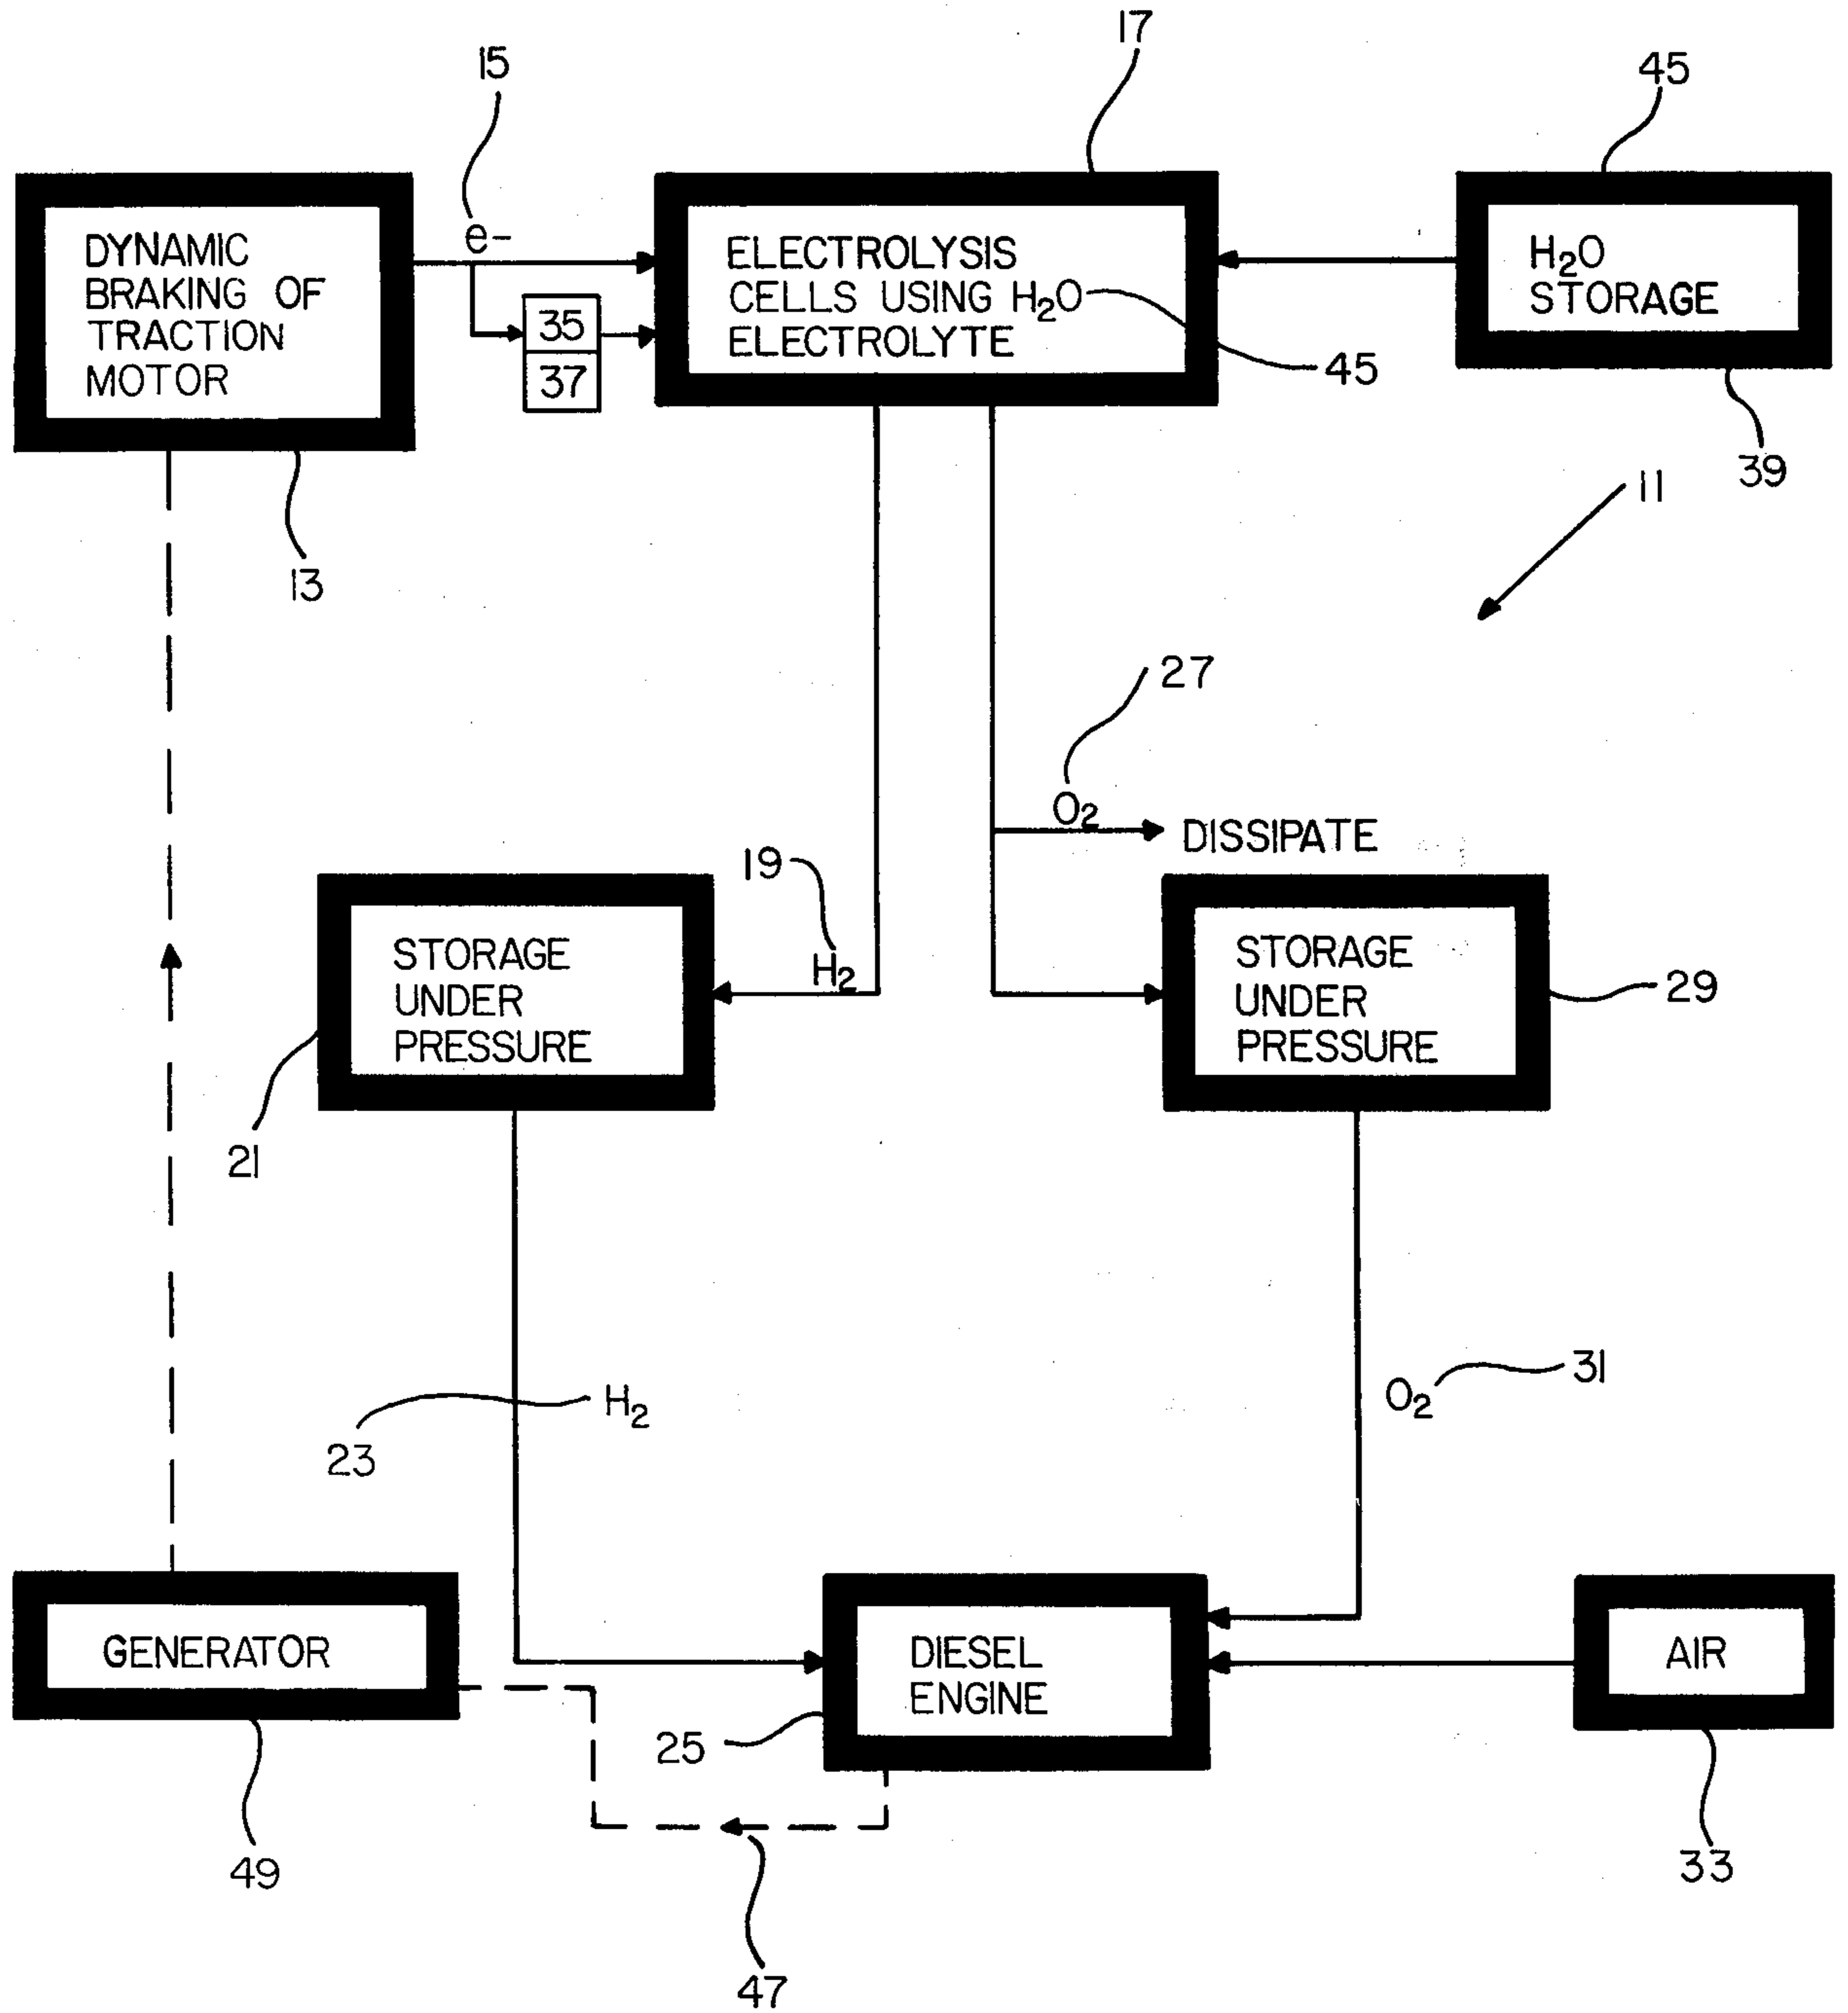 17
15
45
e-
DYNAMIC
BRAKING OF
TRACTION
MOTOR
35
37
ELECTROLYSIS
CELLS USING H₂O
ELECTROLYTE
45
H₂O
STORAGE
39
11
13
27
O₂
DISSIPATE
19
H₂
STORAGE
UNDER
PRESSURE
21
STORAGE
UNDER
PRESSURE
29
H₂
23
O₂
31
GENERATOR
49
DIESEL
ENGINE
25
AIR
33
47